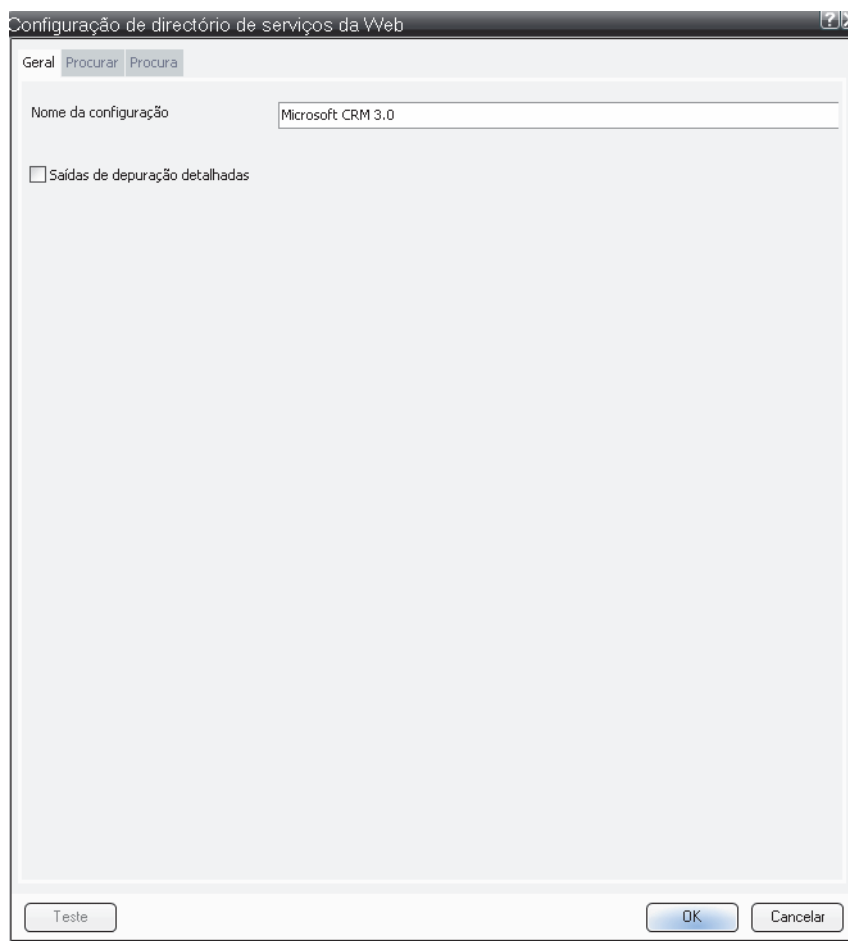 Configuração de directório de serviços da Web
Geral Procurar Procura
Nome da configuração Microsoft CRM 3.0
Saídas de depuração detalhadas
Teste OK Cancelar